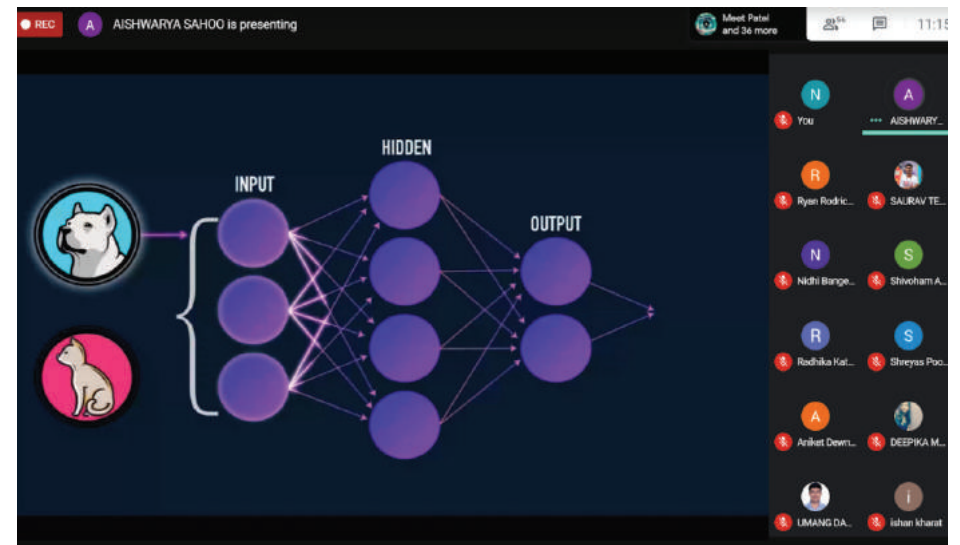 REC
A
AISHWARYA SAHOO is presenting
Meet Patel
and 36 more
54
11:15
HIDDEN
INPUT
OUTPUT
N
You
A
AISHWARY...
R
Ryan Rodric...
SAURAV TE...
N
Nidhi Bange...
S
Shivoham A...
R
Radhika Kat...
S
Shreyas Poo...
A
Aniket Dewn...
DEEPIKA M...
UMANG DA...
i
ishan kharat